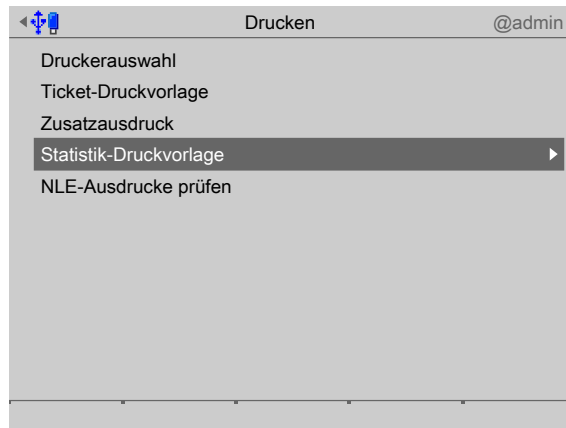 Drucken @admin
Druckerauswahl
Ticket-Druckvorlage
Zusatzausdruck
Statistik-Druckvorlage
NLE-Ausdrucke prüfen